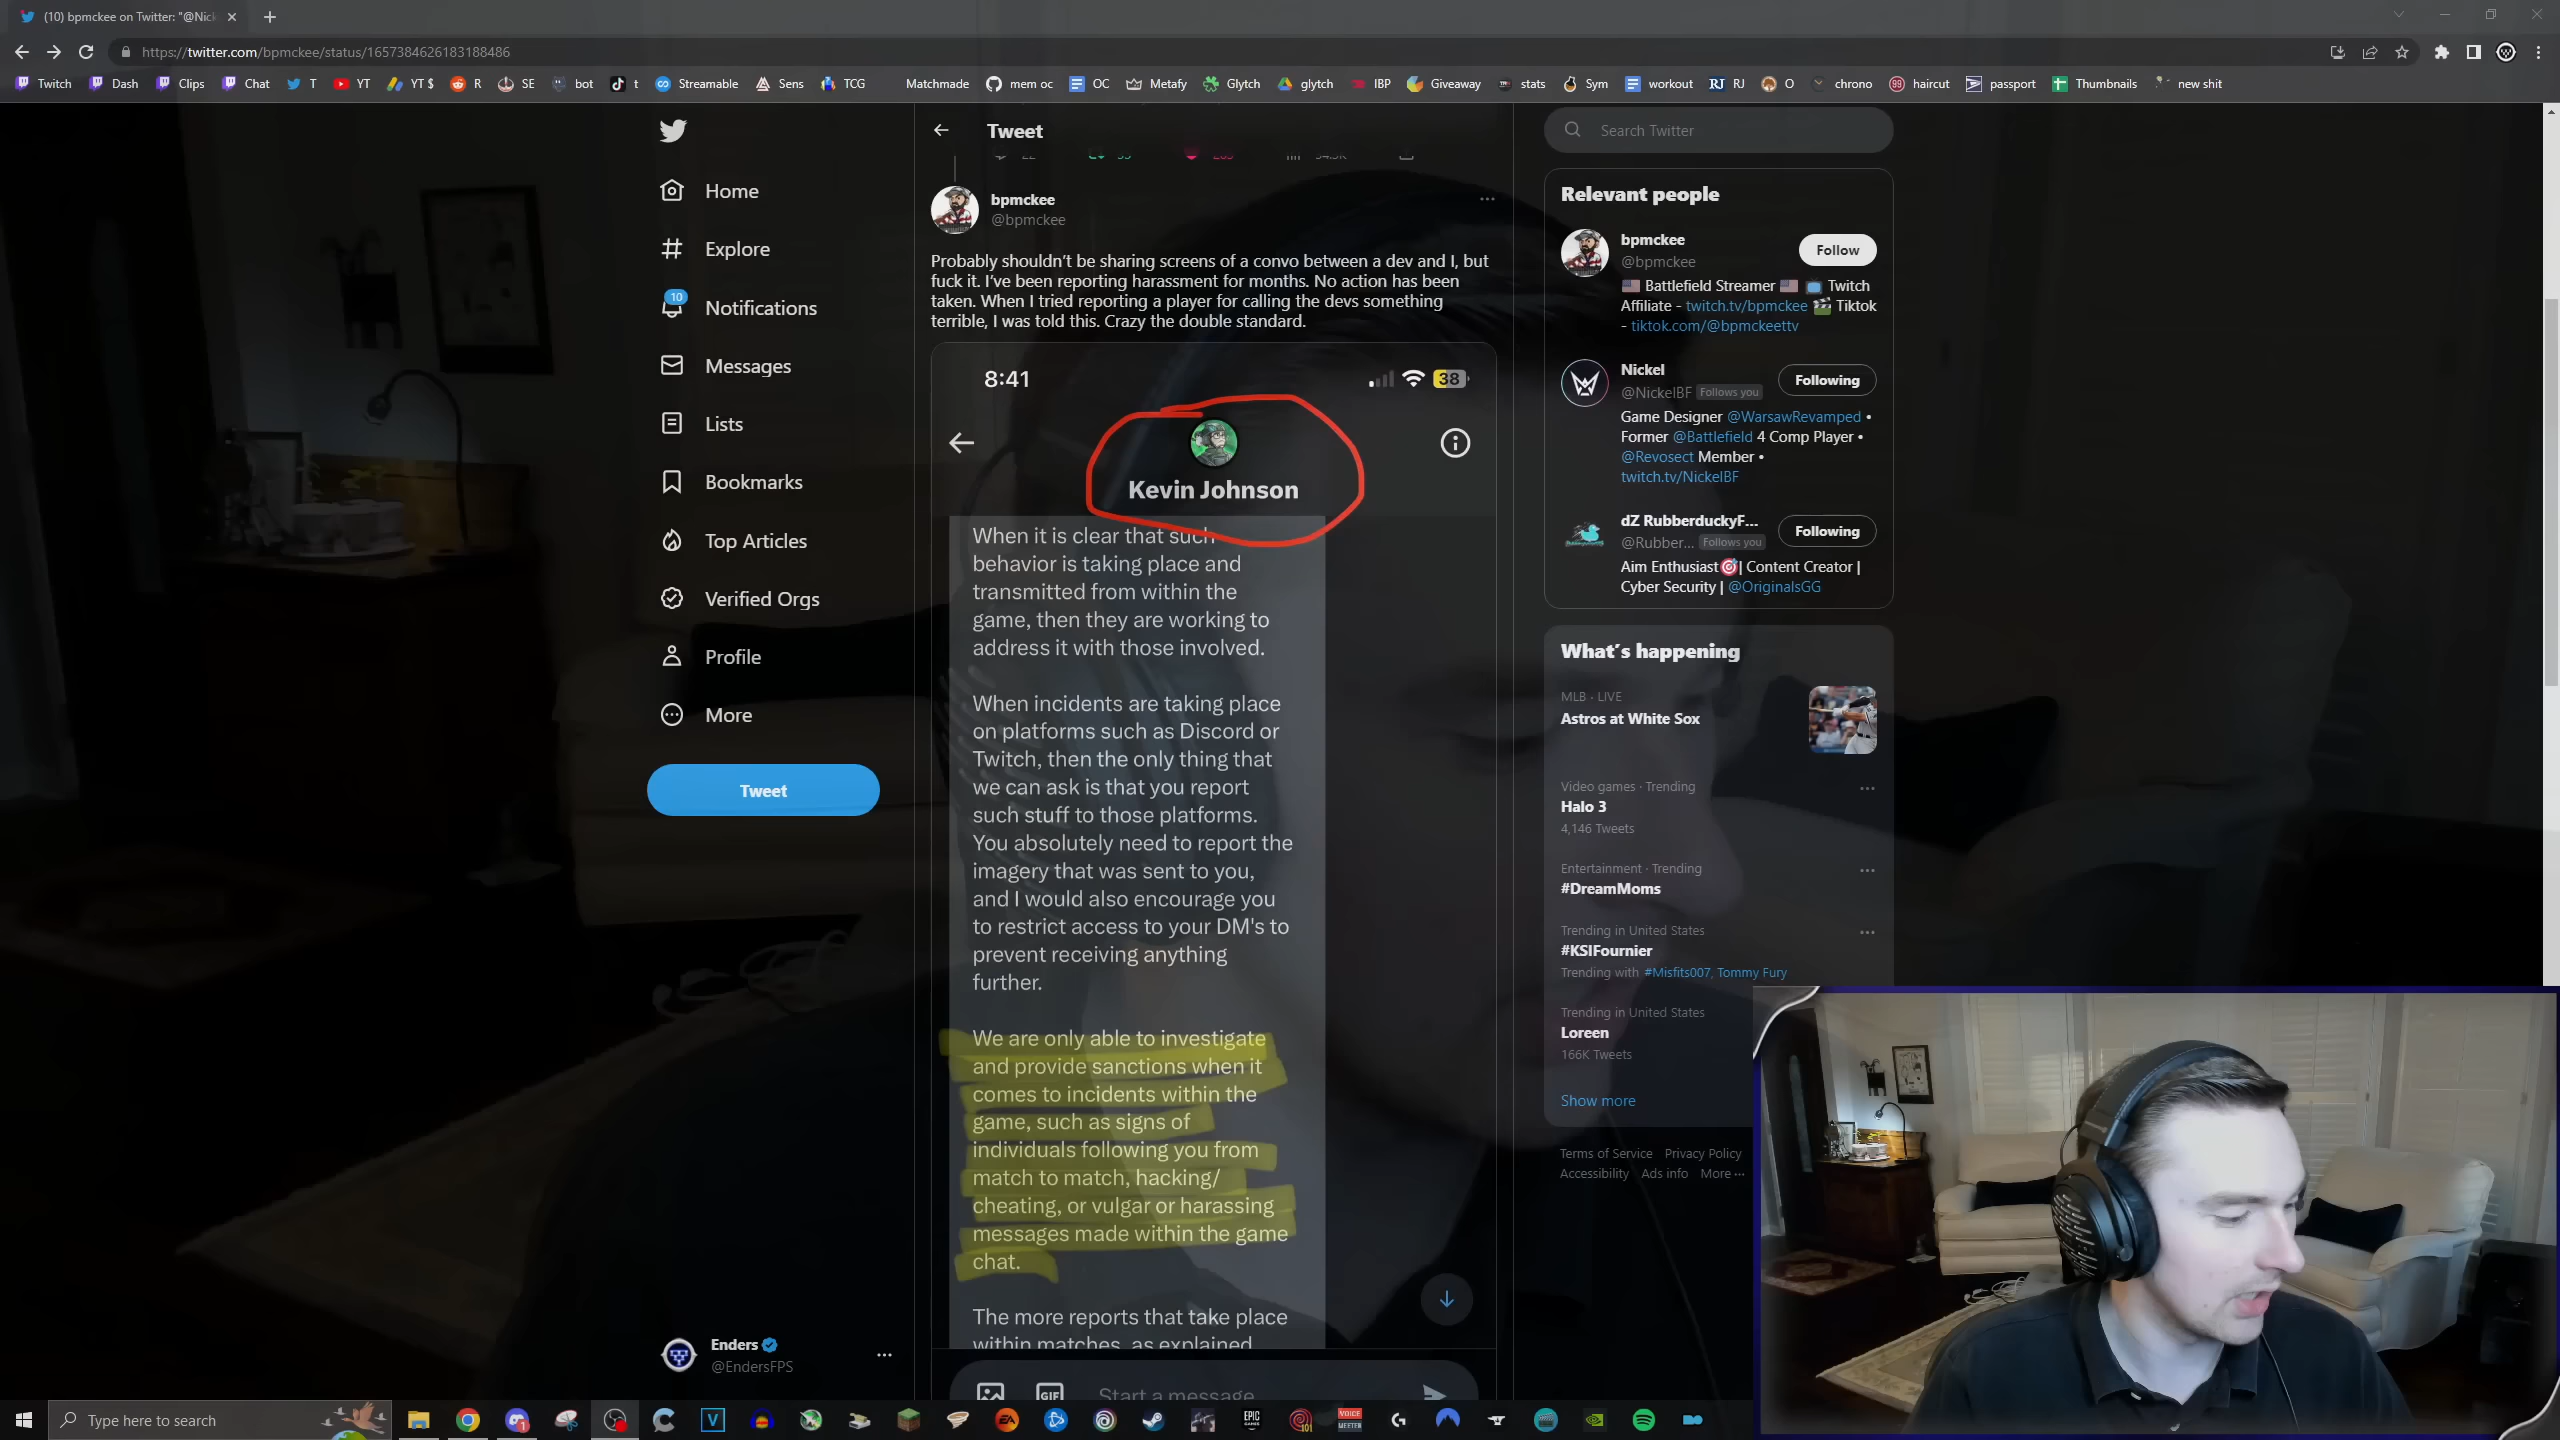 (10) bpmckee on Twitter: "@Nick
https://twitter.com/bpmckee/status/1657384626183188486
Twitch Dash Clips Chat T YT YT $ R SE bot t Streamable Sens TCG Matchmade mem oc OC Metafy Glytch glytch IBP Giveaway stats Sym workout RJ O chrono haircut passport Thumbnails new shit
Home
Explore
10
Notifications
Messages
Lists
Bookmarks
Top Articles
Verified Orgs
Profile
More
Tweet
Enders
@EndersFPS
Tweet
bpmckee
@bpmckee
Probably shouldn't be sharing screens of a convo between a dev and I, but
fuck it. I've been reporting harassment for months. No action has been
taken. When I tried reporting a player for calling the devs something
terrible, I was told this. Crazy the double standard.
8:41
38
Kevin Johnson
When it is clear that such
behavior is taking place and
transmitted from within the
game, then they are working to
address it with those involved.
When incidents are taking place
on platforms such as Discord or
Twitch, then the only thing that
we can ask is that you report
such stuff to those platforms.
You absolutely need to report the
imagery that was sent to you,
and I would also encourage you
to restrict access to your DM's to
prevent receiving anything
further.
We are only able to investigate
and provide sanctions when it
comes to incidents within the
game, such as signs of
individuals following you from
match to match, hacking/
cheating, or vulgar or harassing
messages made within the game
chat.
The more reports that take place
within matches, as explained
GIF
Start a message
Search Twitter
Relevant people
bpmckee
@bpmckee
Follow
Battlefield Streamer Twitch
Affiliate - twitch.tv/bpmckee Tiktok
- tiktok.com/@bpmckeettv
Nickel
@NickelBF Follows you
Following
Game Designer @WarsawRevamped •
Former @Battlefield 4 Comp Player •
@Revosect Member •
twitch.tv/NickelBF
dZ RubberduckyF...
@Rubber... Follows you
Following
Aim Enthusiast | Content Creator |
Cyber Security | @OriginalsGG
What's happening
MLB · LIVE
Astros at White Sox
Video games · Trending
Halo 3
4,146 Tweets
Entertainment · Trending
#DreamMoms
Trending in United States
#KSIFournier
Trending with #Misfits007, Tommy Fury
Trending in United States
Loreen
166K Tweets
Show more
Terms of Service Privacy Policy
Accessibility Ads info More ...
Type here to search